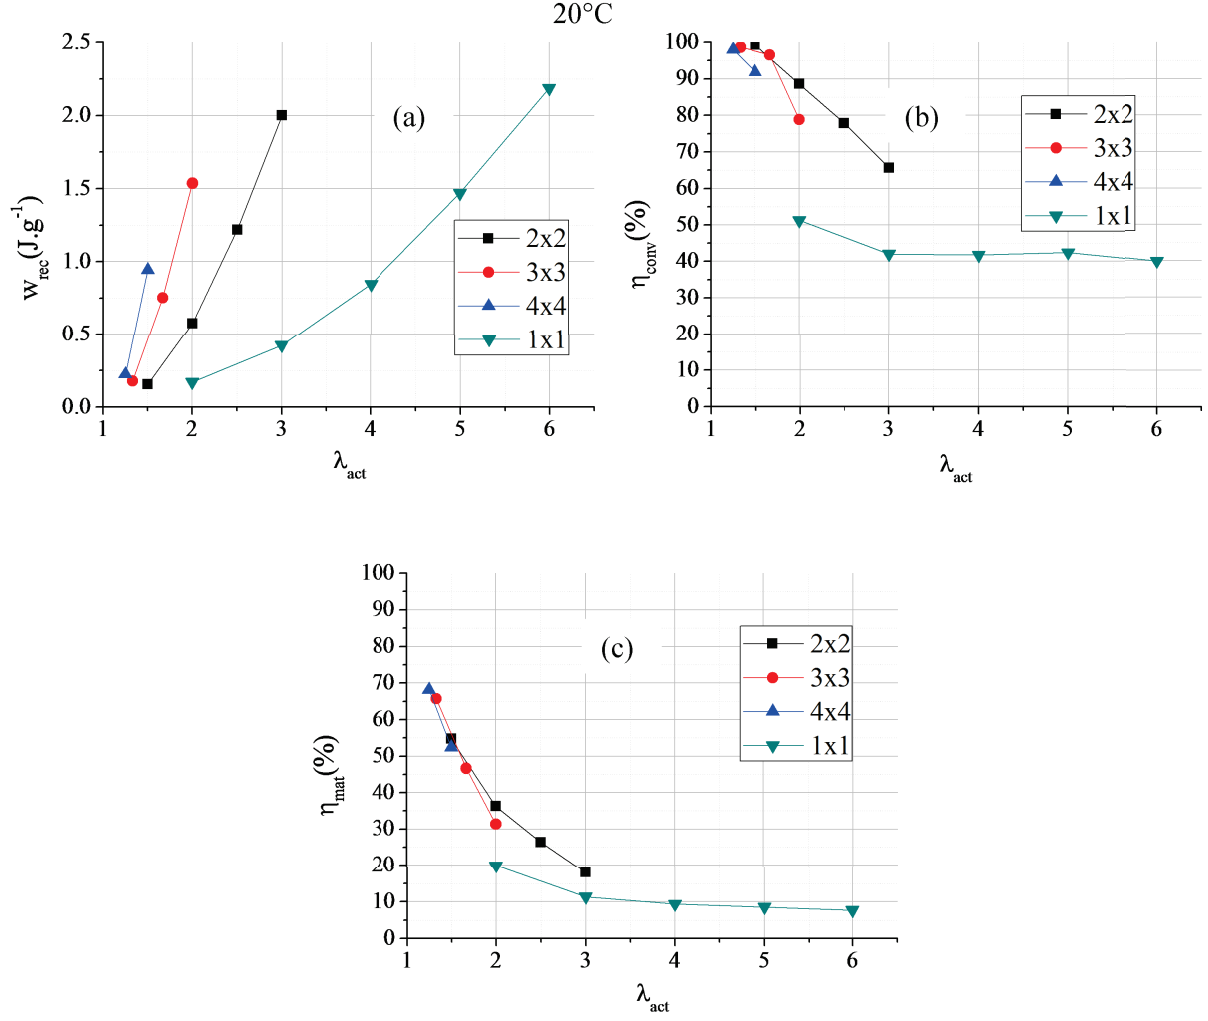 20°C
2.5
2.0
1.5
1.0
0.5
0.0
w_rec(J.g^-1)
(a)
2x2
3x3
4x4
1x1
1 2 3 4 5 6
λ_act
100
90
80
70
60
50
40
30
20
10
0
η_conv(%)
(b)
2x2
3x3
4x4
1x1
1 2 3 4 5 6
λ_act
100
90
80
70
60
50
40
30
20
10
0
η_mat(%)
(c)
2x2
3x3
4x4
1x1
1 2 3 4 5 6
λ_act